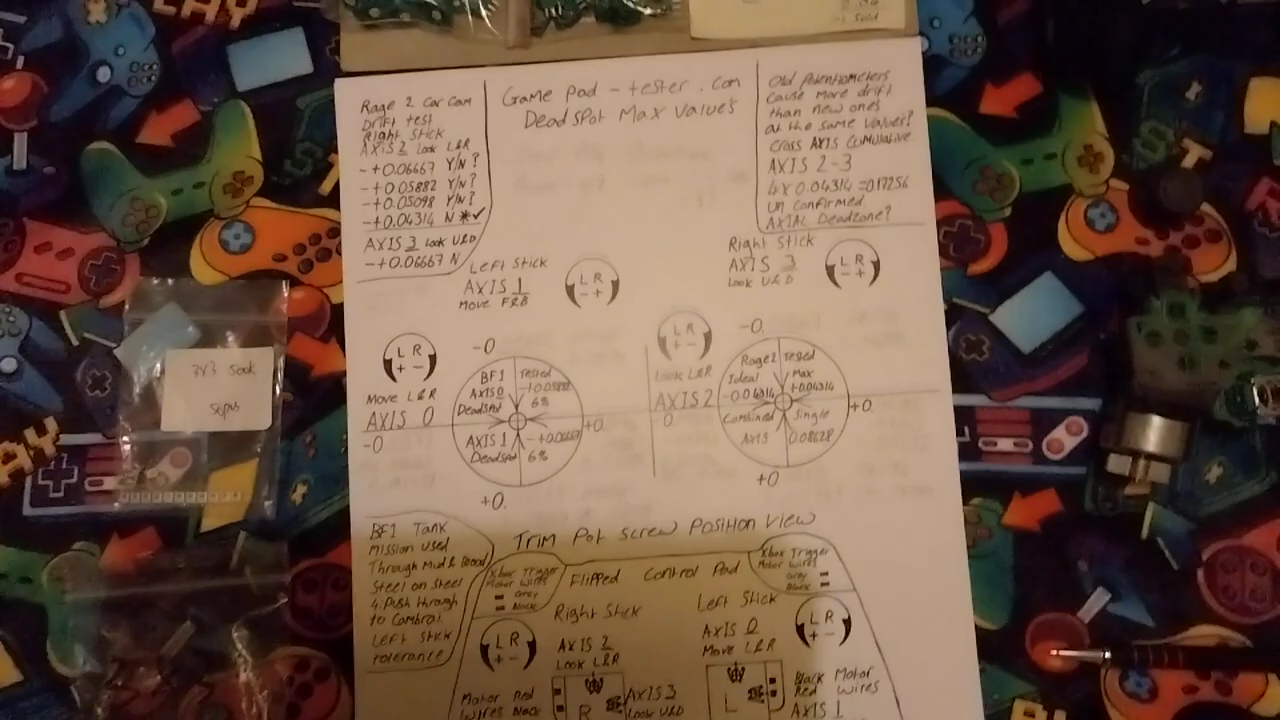 Sold
Rage 2 Car Cam
Drift test
Right Stick
AXIS 2 Look L&R
-+0.06667 Y/N?
-+0.05882 Y/N?
-+0.05098 Y/N?
-+0.04314 N *✓
AXIS 3 Look U&D
-+0.06667 N
Game pad - tester . Com
DeadSpot Max Value's
Old Potentiometers
Cause more drift
than new ones
at the same Values?
Cross AXIS Cumulative.
AXIS 2-3
4 x 0.04314 = 0.17256
Un confirmed
AXIAL Deadzone?
Left Stick
AXIS 1
Move F&B
L R
- +
Right Stick
AXIS 3
Look U&D
L R
- +
L R
+ -
Move L&R
AXIS 0
-0
-0
BF1
AXIS 0
DeadSpot
Tested
6%
AXIS 1
DeadSpot
6%
+0.
+0.
L R
+ -
Look L&R
AXIS 2
-0
-0.
Rage 2
Ideal
-0.04314
Tested
Max
+0.04314
Combined
Single
0.08628
+0.
+0
3x3 500k
5pcs
BF1 Tank
Mission used
Through Mud & Blood
Steel on Steel
4: Push through
to Cambrai
Left Stick
tolerance
Trim Pot Screw Position View
Xbox Trigger
Motor Wires
Grey
Black
Flipped Control Pad
Xbox Trigger
Motor Wires
Grey
Black
Right Stick
AXIS 2
Look L&R
L R
+ -
Left Stick
AXIS 0
Move L&R
L R
+ -
Motor Red
Wires Black
R
AXIS 3
Look U&D
L
Black Motor
Red Wires
AXIS 1
PLAY